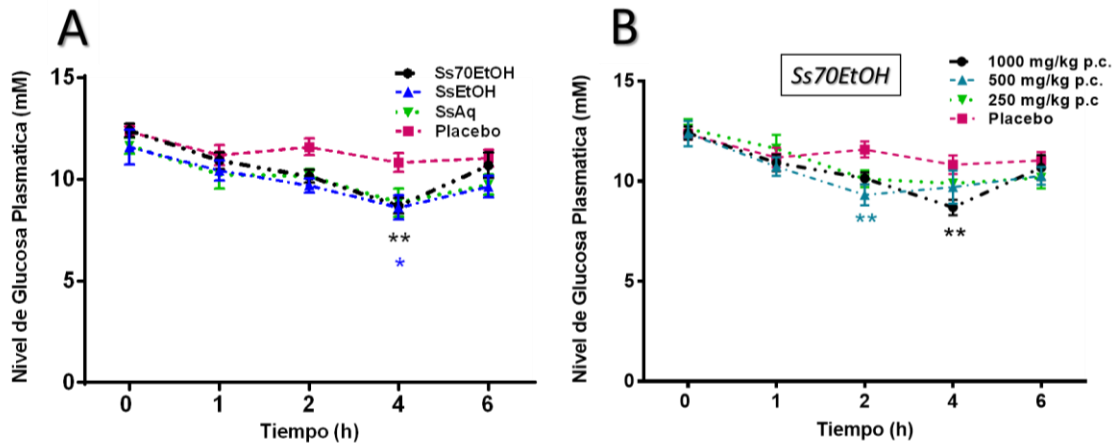 A
Nivel de Glucosa Plasmatica (mM)
15
10
5
0
Ss70EtOH
SsEtOH
SsAq
Placebo
**
*
0 1 2 4 6
Tiempo (h)
B
Nivel de Glucosa Plasmatica (mM)
15
10
5
0
Ss70EtOH
1000 mg/kg p.c.
500 mg/kg p.c.
250 mg/kg p.c
Placebo
**
**
0 1 2 4 6
Tiempo (h)